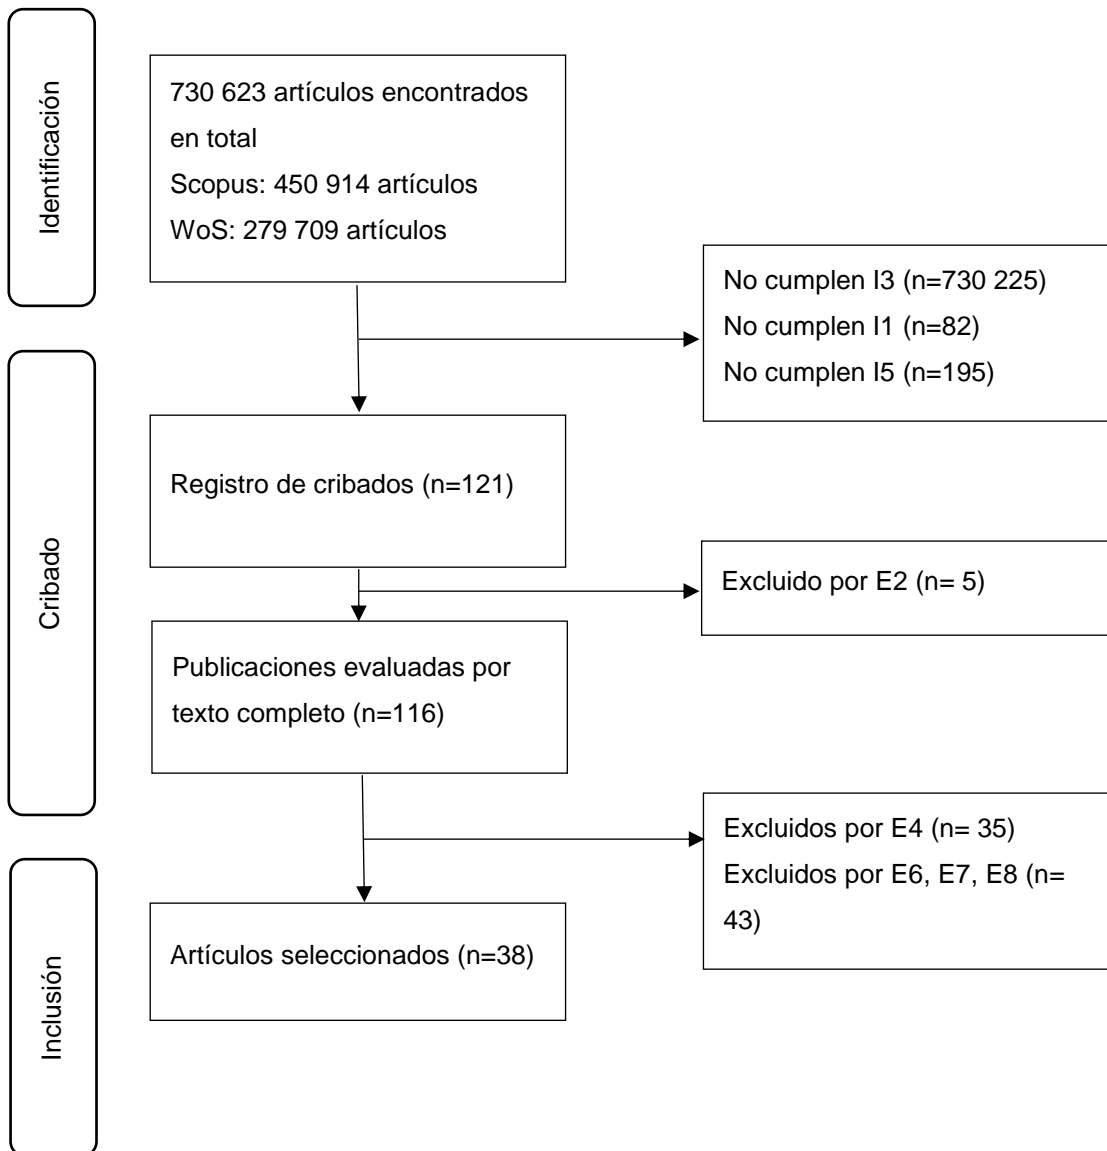 Identificación
730 623 artículos encontrados
en total
Scopus: 450 914 artículos
WoS: 279 709 artículos
No cumplen I3 (n=730 225)
No cumplen I1 (n=82)
No cumplen I5 (n=195)
Cribado
Registro de cribados (n=121)
Excluido por E2 (n= 5)
Publicaciones evaluadas por
texto completo (n=116)
Excluidos por E4 (n= 35)
Excluidos por E6, E7, E8 (n=
43)
Inclusión
Artículos seleccionados (n=38)